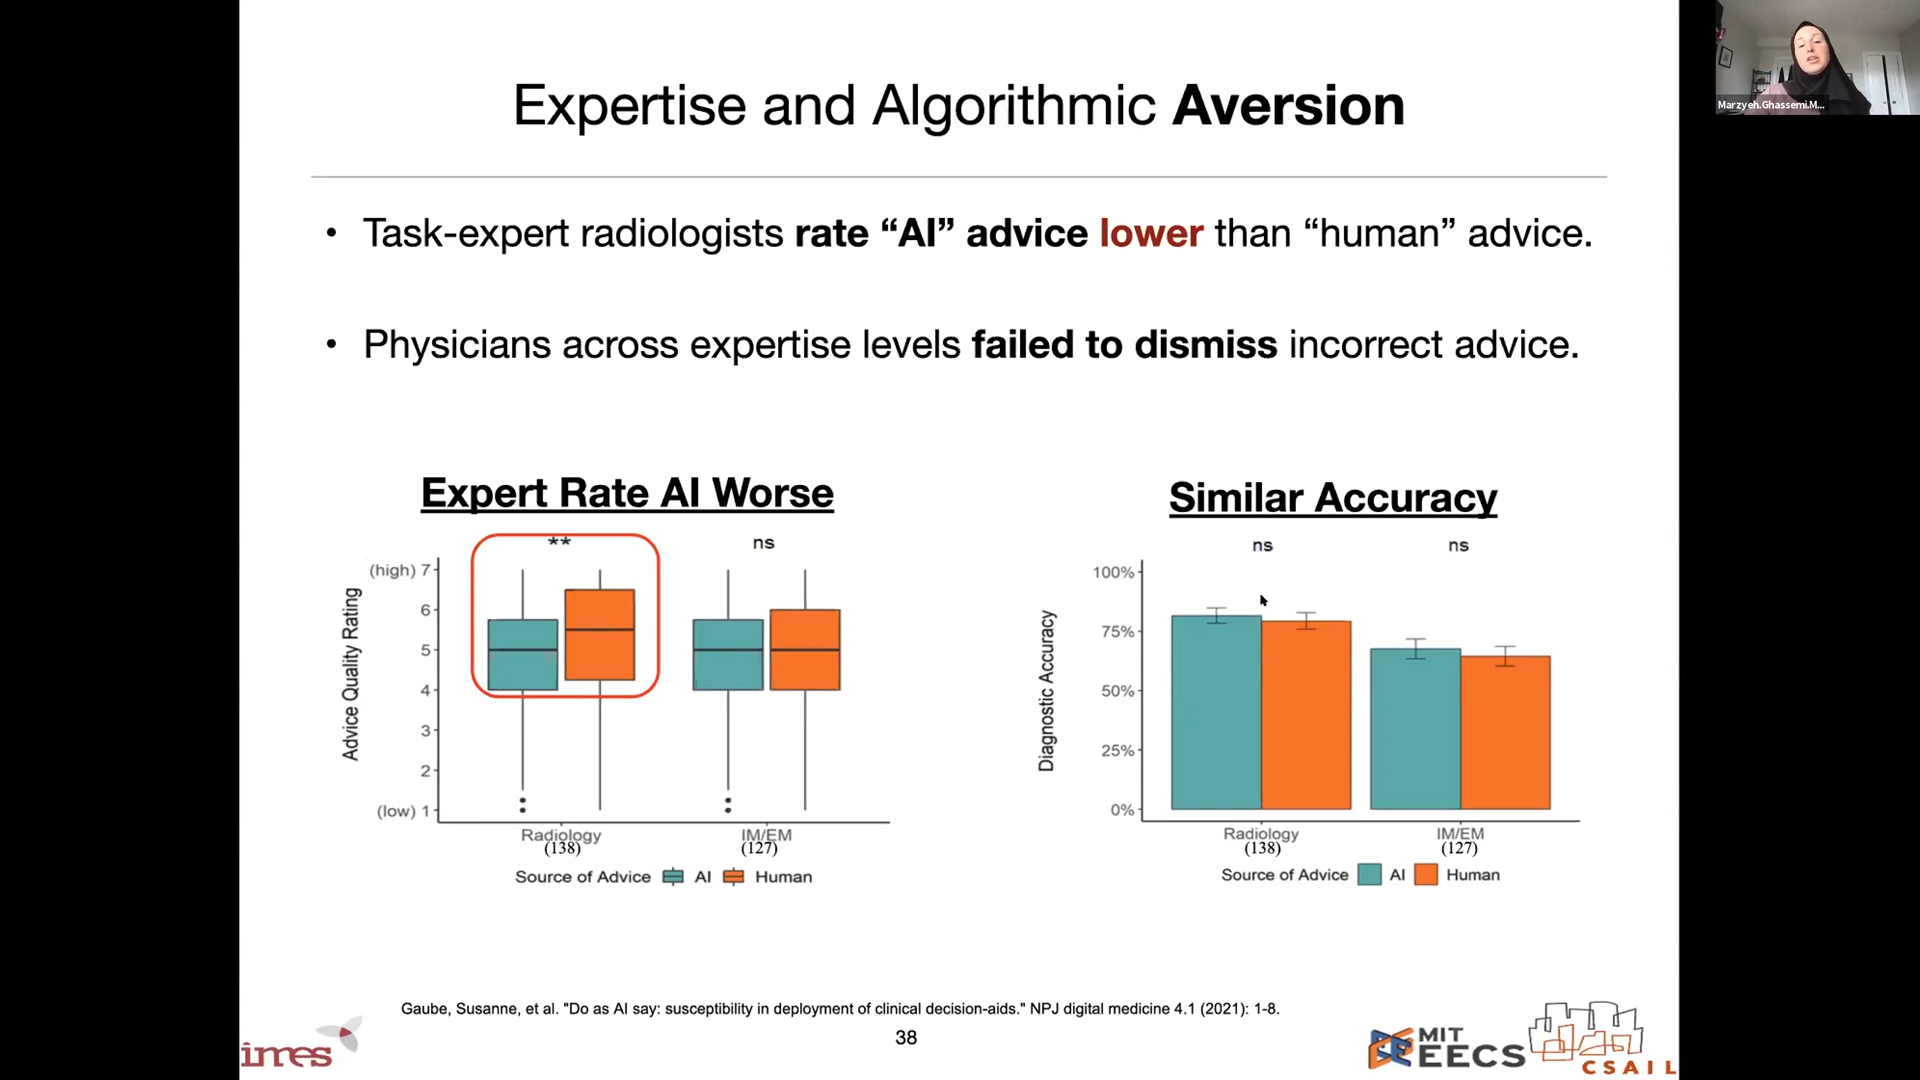 Marzyeh.Ghassemi.M...
Expertise and Algorithmic Aversion
• Task-expert radiologists rate “AI” advice lower than “human” advice.
• Physicians across expertise levels failed to dismiss incorrect advice.
Expert Rate AI Worse
** ns
Advice Quality Rating
(high) 7
6
5
4
3
2
(low) 1
Radiology IM/EM
(138) (127)
Source of Advice AI Human
Similar Accuracy
ns ns
Diagnostic Accuracy
100%
75%
50%
25%
0%
Radiology IM/EM
(138) (127)
Source of Advice AI Human
Gaube, Susanne, et al. "Do as AI say: susceptibility in deployment of clinical decision-aids." NPJ digital medicine 4.1 (2021): 1-8.
38
imes
MIT
EECS
CSAIL